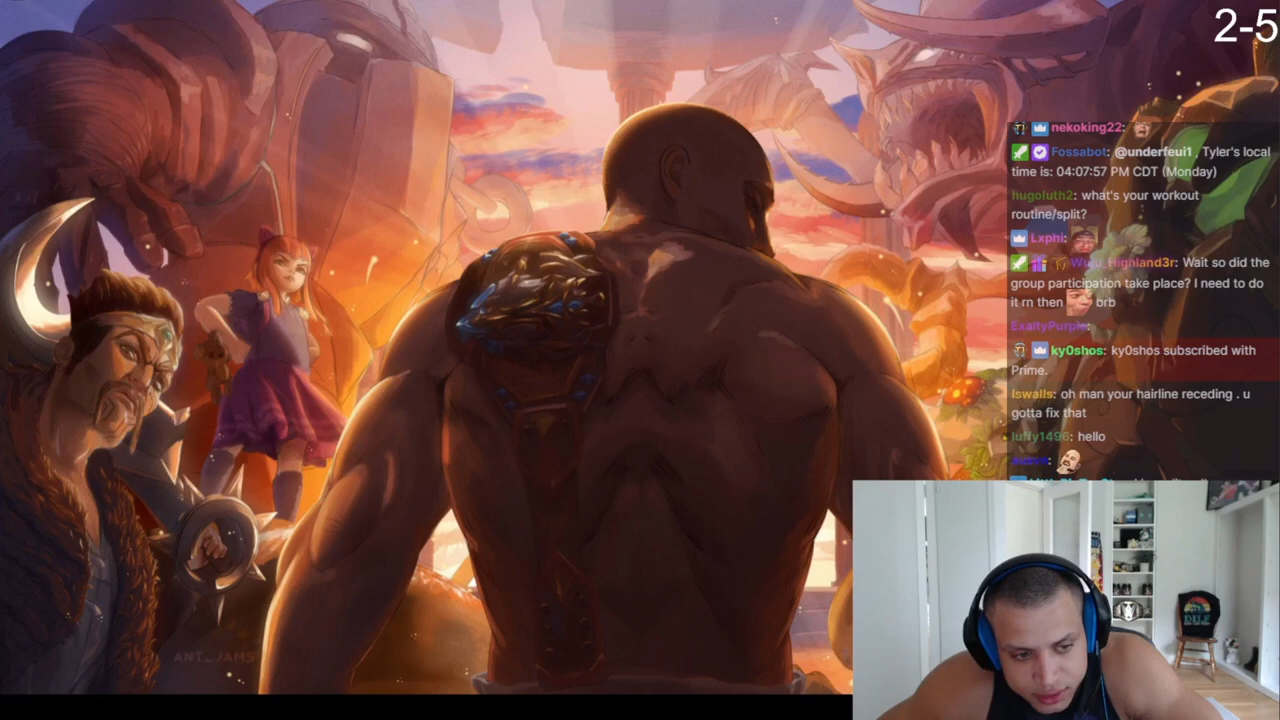 2-5
nekoking22:
Fossabot: @underfeui1 , Tyler's local
time is: 04:07:57 PM CDT (Monday)
hugoluth2: what's your workout
routine/split?
Lxphi:
Wuju_Highland3r: Wait so did the
group participation take place? I need to do
it rn then brb
ExaltyPurple:
ky0shos: ky0shos subscribed with
Prime.
lswalls: oh man your hairline receding . u
gotta fix that
luffy1496: hello
ANT_JAMS